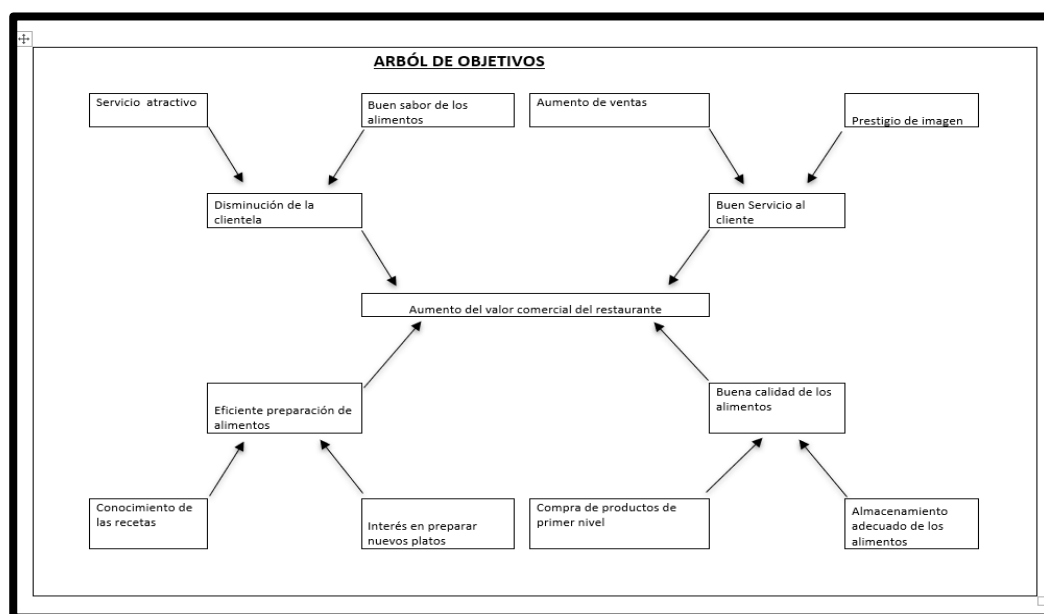 ARBÓL DE OBJETIVOS
Servicio atractivo
Buen sabor de los
alimentos
Aumento de ventas
Prestigio de imagen
Disminución de la
clientela
Buen Servicio al
cliente
Aumento del valor comercial del restaurante
Eficiente preparación de
alimentos
Buena calidad de los
alimentos
Conocimiento de
las recetas
Interés en preparar
nuevos platos
Compra de productos de
primer nivel
Almacenamiento
adecuado de los
alimentos